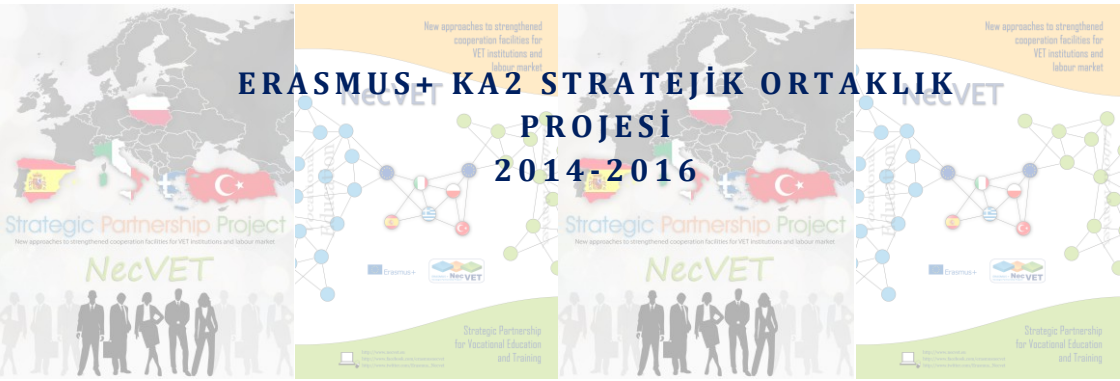 ERASMUS+ KA2 STRATEJİK ORTAKLIK
PROJESİ
2014-2016
Strategic Partnership Project
New approaches to strengthened cooperation facilities for VET institutions and labour market.
NecVET
New approaches to strengthened
cooperation facilities for
VET institutions and
labour market
NecVET
Erasmus+
NecVET
Strategic Partnership
for Vocational Education
and Training
Strategic Partnership Project
New approaches to strengthened cooperation facilities for VET institutions and labour market.
NecVET
New approaches to strengthened
cooperation facilities for
VET institutions and
labour market
NecVET
Erasmus+
NecVET
Strategic Partnership
for Vocational Education
and Training